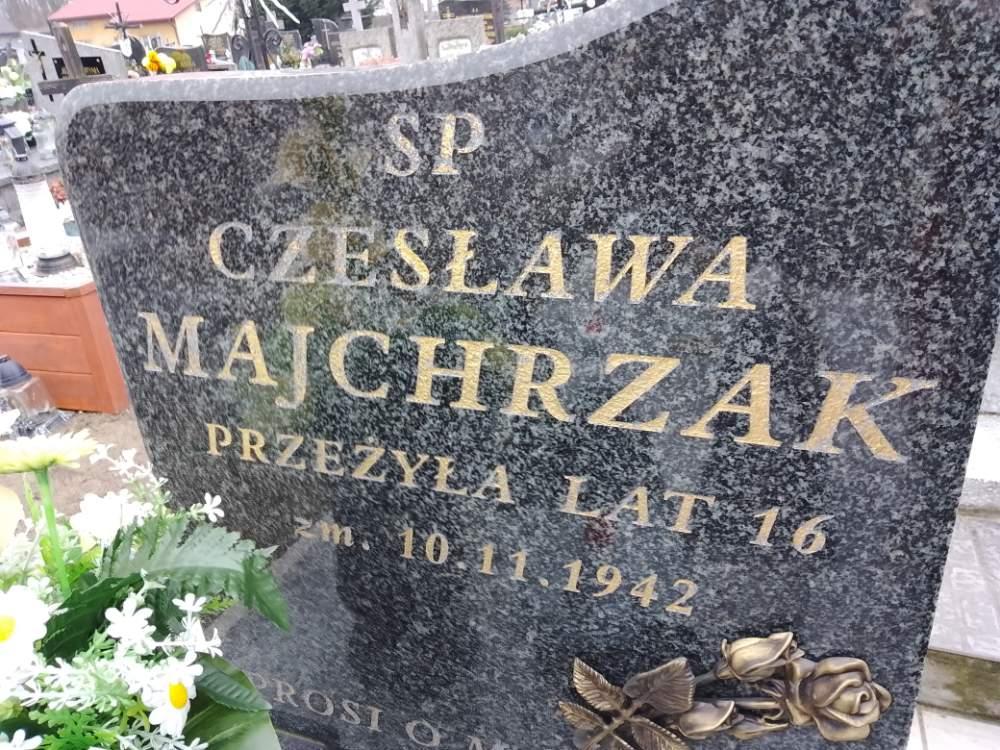 SP
CZESŁAWA
MAJCHRZAK
PRZEŻYŁA LAT 16
zm. 10.11.1942
PROSI O